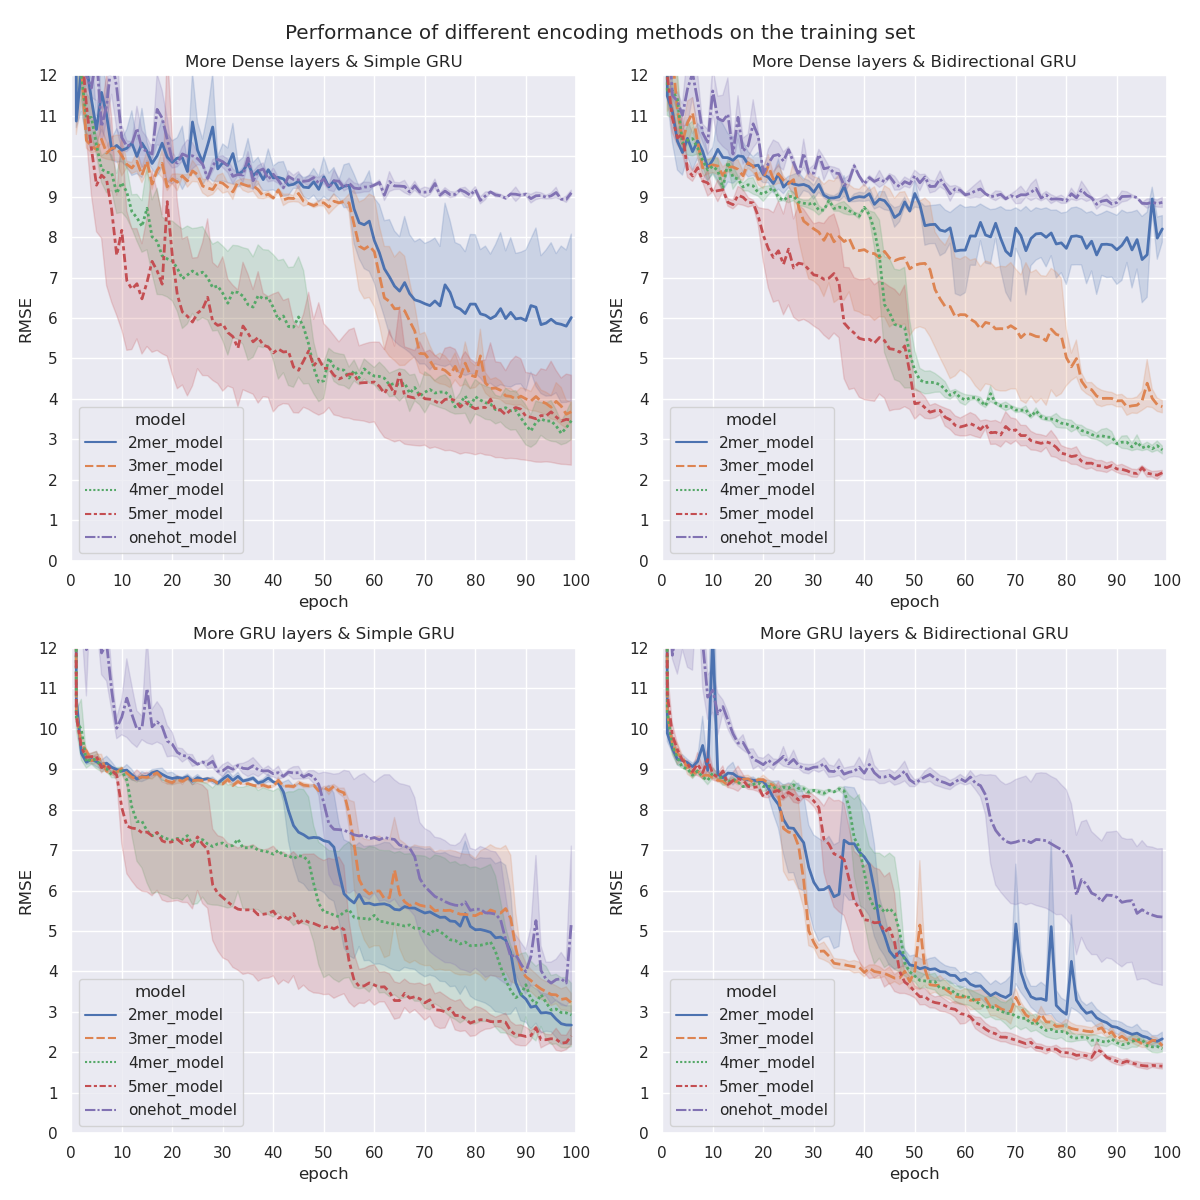 Performance of different encoding methods on the training set
More Dense layers & Simple GRU
12
11
10
9
8
7
6
5
4
3
2
1
0
RMSE
model
2mer_model
3mer_model
4mer_model
5mer_model
onehot_model
0 10 20 30 40 50 60 70 80 90 100
epoch
More Dense layers & Bidirectional GRU
12
11
10
9
8
7
6
5
4
3
2
1
0
RMSE
model
2mer_model
3mer_model
4mer_model
5mer_model
onehot_model
0 10 20 30 40 50 60 70 80 90 100
epoch
More GRU layers & Simple GRU
12
11
10
9
8
7
6
5
4
3
2
1
0
RMSE
model
2mer_model
3mer_model
4mer_model
5mer_model
onehot_model
0 10 20 30 40 50 60 70 80 90 100
epoch
More GRU layers & Bidirectional GRU
12
11
10
9
8
7
6
5
4
3
2
1
0
RMSE
model
2mer_model
3mer_model
4mer_model
5mer_model
onehot_model
0 10 20 30 40 50 60 70 80 90 100
epoch